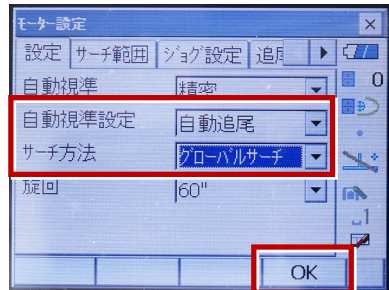 モーター設定
設定 サーチ範囲 ジョグ設定 追尾
0
自動視準 精密
自動視準設定 自動追尾
サーチ方法 グローバルサーチ
旋回 60"
1
OK